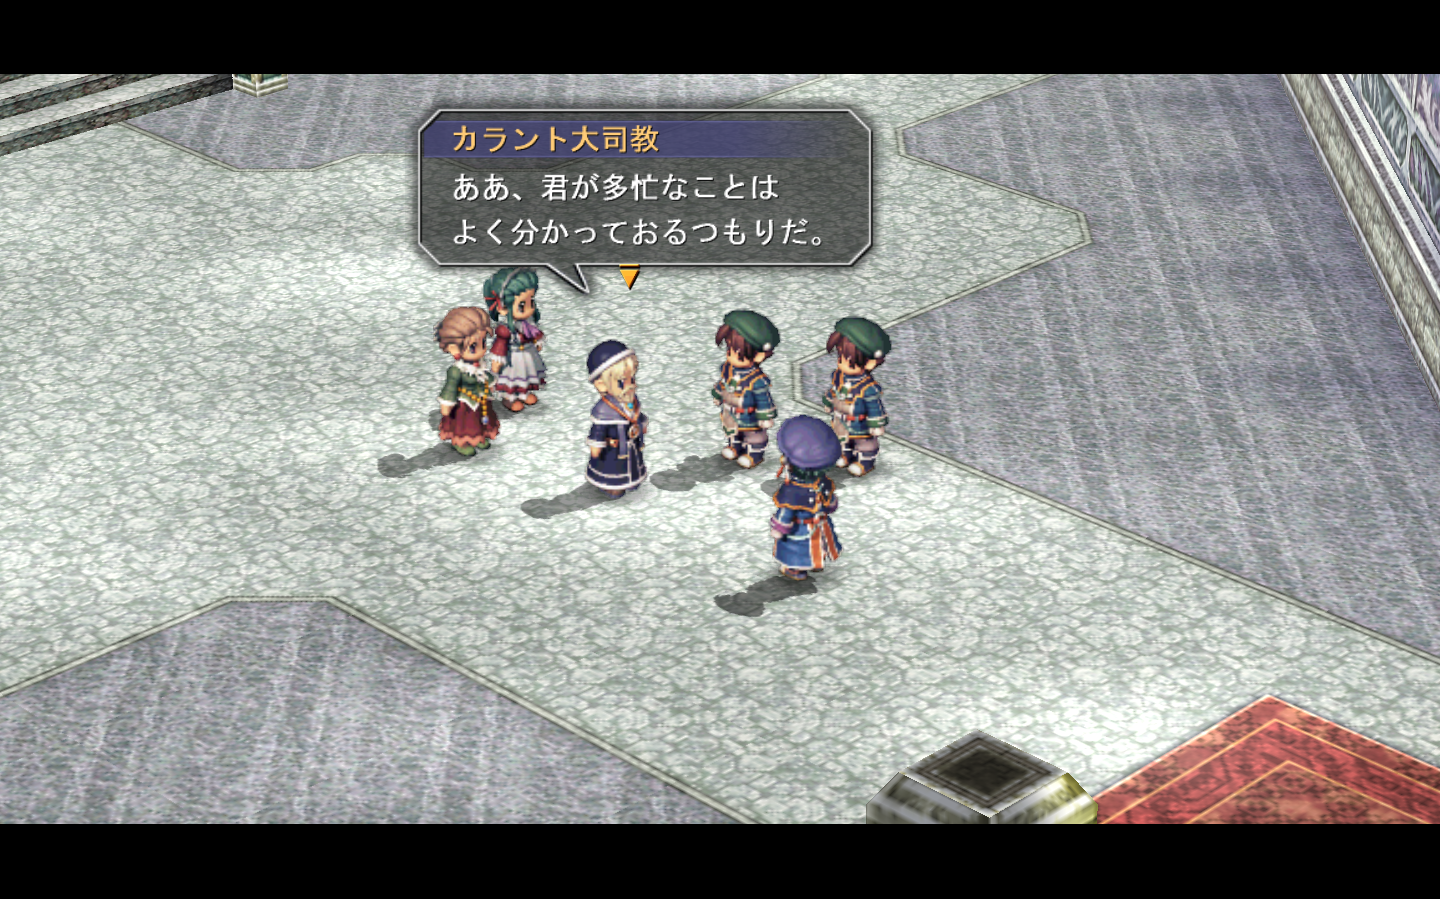 カラント大司教
ああ、君が多忙なことは
よく分かっておるつもりだ。